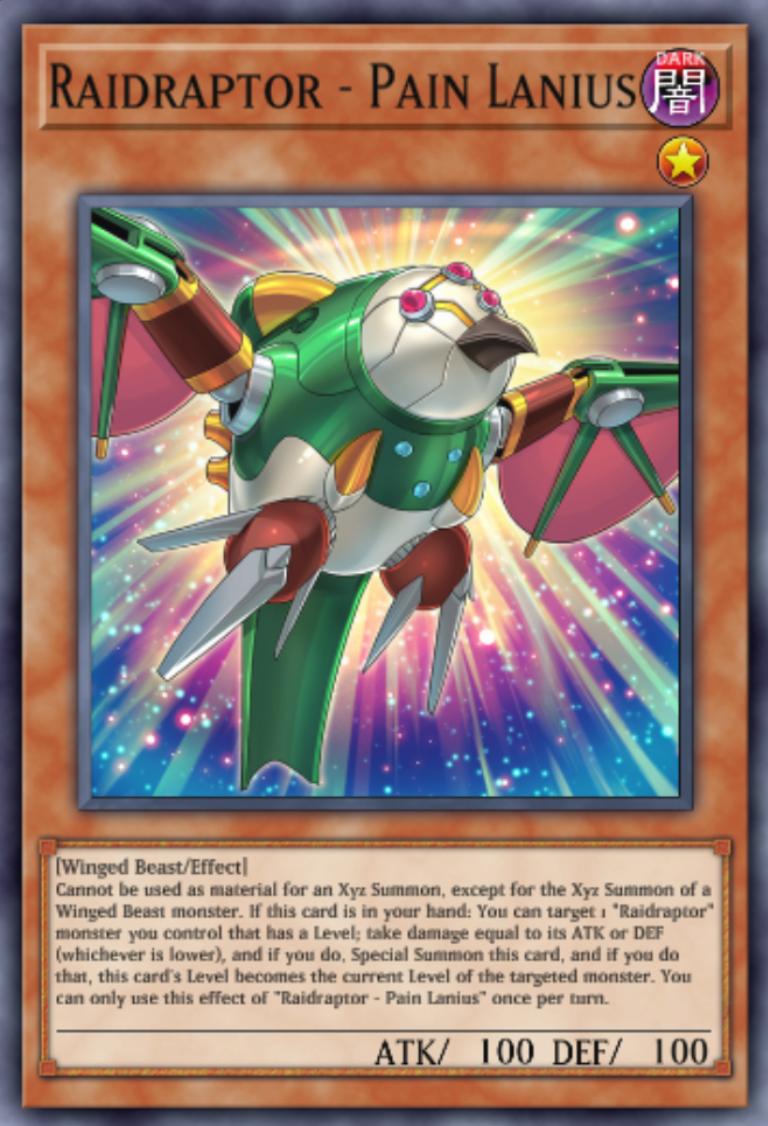 Raidraptor - Pain Lanius
DARK
闇
[Winged Beast/Effect]
Cannot be used as material for an Xyz Summon, except for the Xyz Summon of a
Winged Beast monster. If this card is in your hand: You can target 1 "Raidraptor"
monster you control that has a Level; take damage equal to its ATK or DEF
(whichever is lower), and if you do, Special Summon this card, and if you do
that, this card's Level becomes the current Level of the targeted monster. You
can only use this effect of "Raidraptor - Pain Lanius" once per turn.
ATK/ 100 DEF/ 100